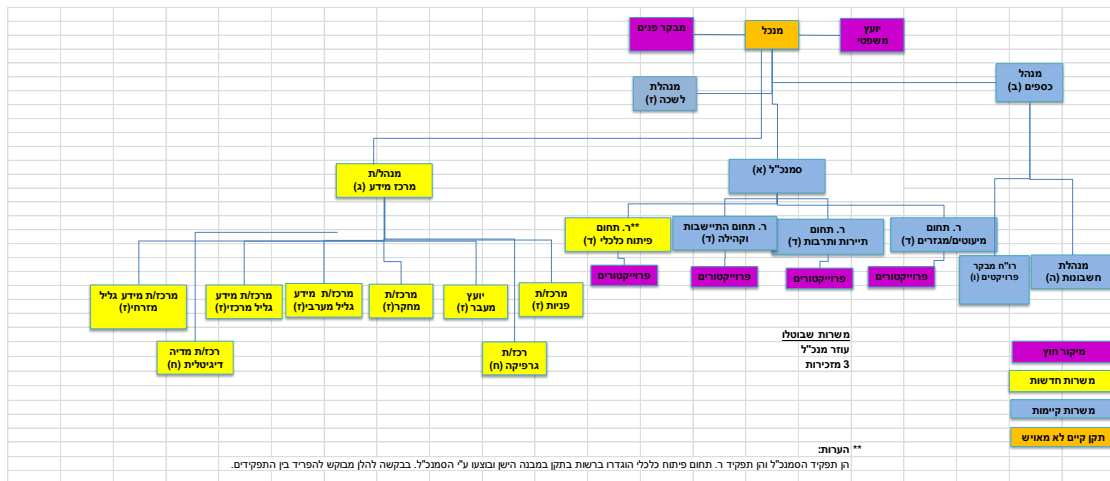 מבקר פנים
מנכל
יועץ
משפטי
מנהלת
לשכה (ז)
מנהל
כספים (ב)
מנהל/ת
מרכז מידע (ג)
סמנכ"ל (א)
**ר. תחום
פיתוח כלכלי (ד)
ר. תחום התיישבות
וקהילה (ד)
ר. תחום
תיירות ותרבות (ד)
ר. תחום
מיעוטים/מגזרים (ד)
רו"ח מבקר
פרויקטים (ו)
מנהלת
חשבונות (ה)
פרוייקטורים
פרוייקטורים
פרוייקטורים
פרוייקטורים
מרכז/ת מידע גליל
מזרחי(ז)
מרכז/ת מידע
גליל מרכזי(ז)
מרכז/ת מידע
גליל מערבי(ז)
מרכז/ת
מחקר(ז)
יועץ
מעבר (ז)
מרכז/ת
פניות (ז)
רכז/ת מדיה
דיגיטלית (ח)
רכז/ת
גרפיקה (ח)
משרות שבוטלו
עוזר מנכ"ל
3 מזכירות
מיקור חוץ
משרות חדשות
משרות קיימות
תקן קיים לא מאויש
** הערות:
הן תפקיד הסמנכ"ל והן תפקיד ר. תחום פיתוח כלכלי הוגדרו ברשות בתקן במבנה הישן ובוצעו ע"י הסמנכ"ל. בבקשה להלן מבוקש להפריד בין התפקידים.